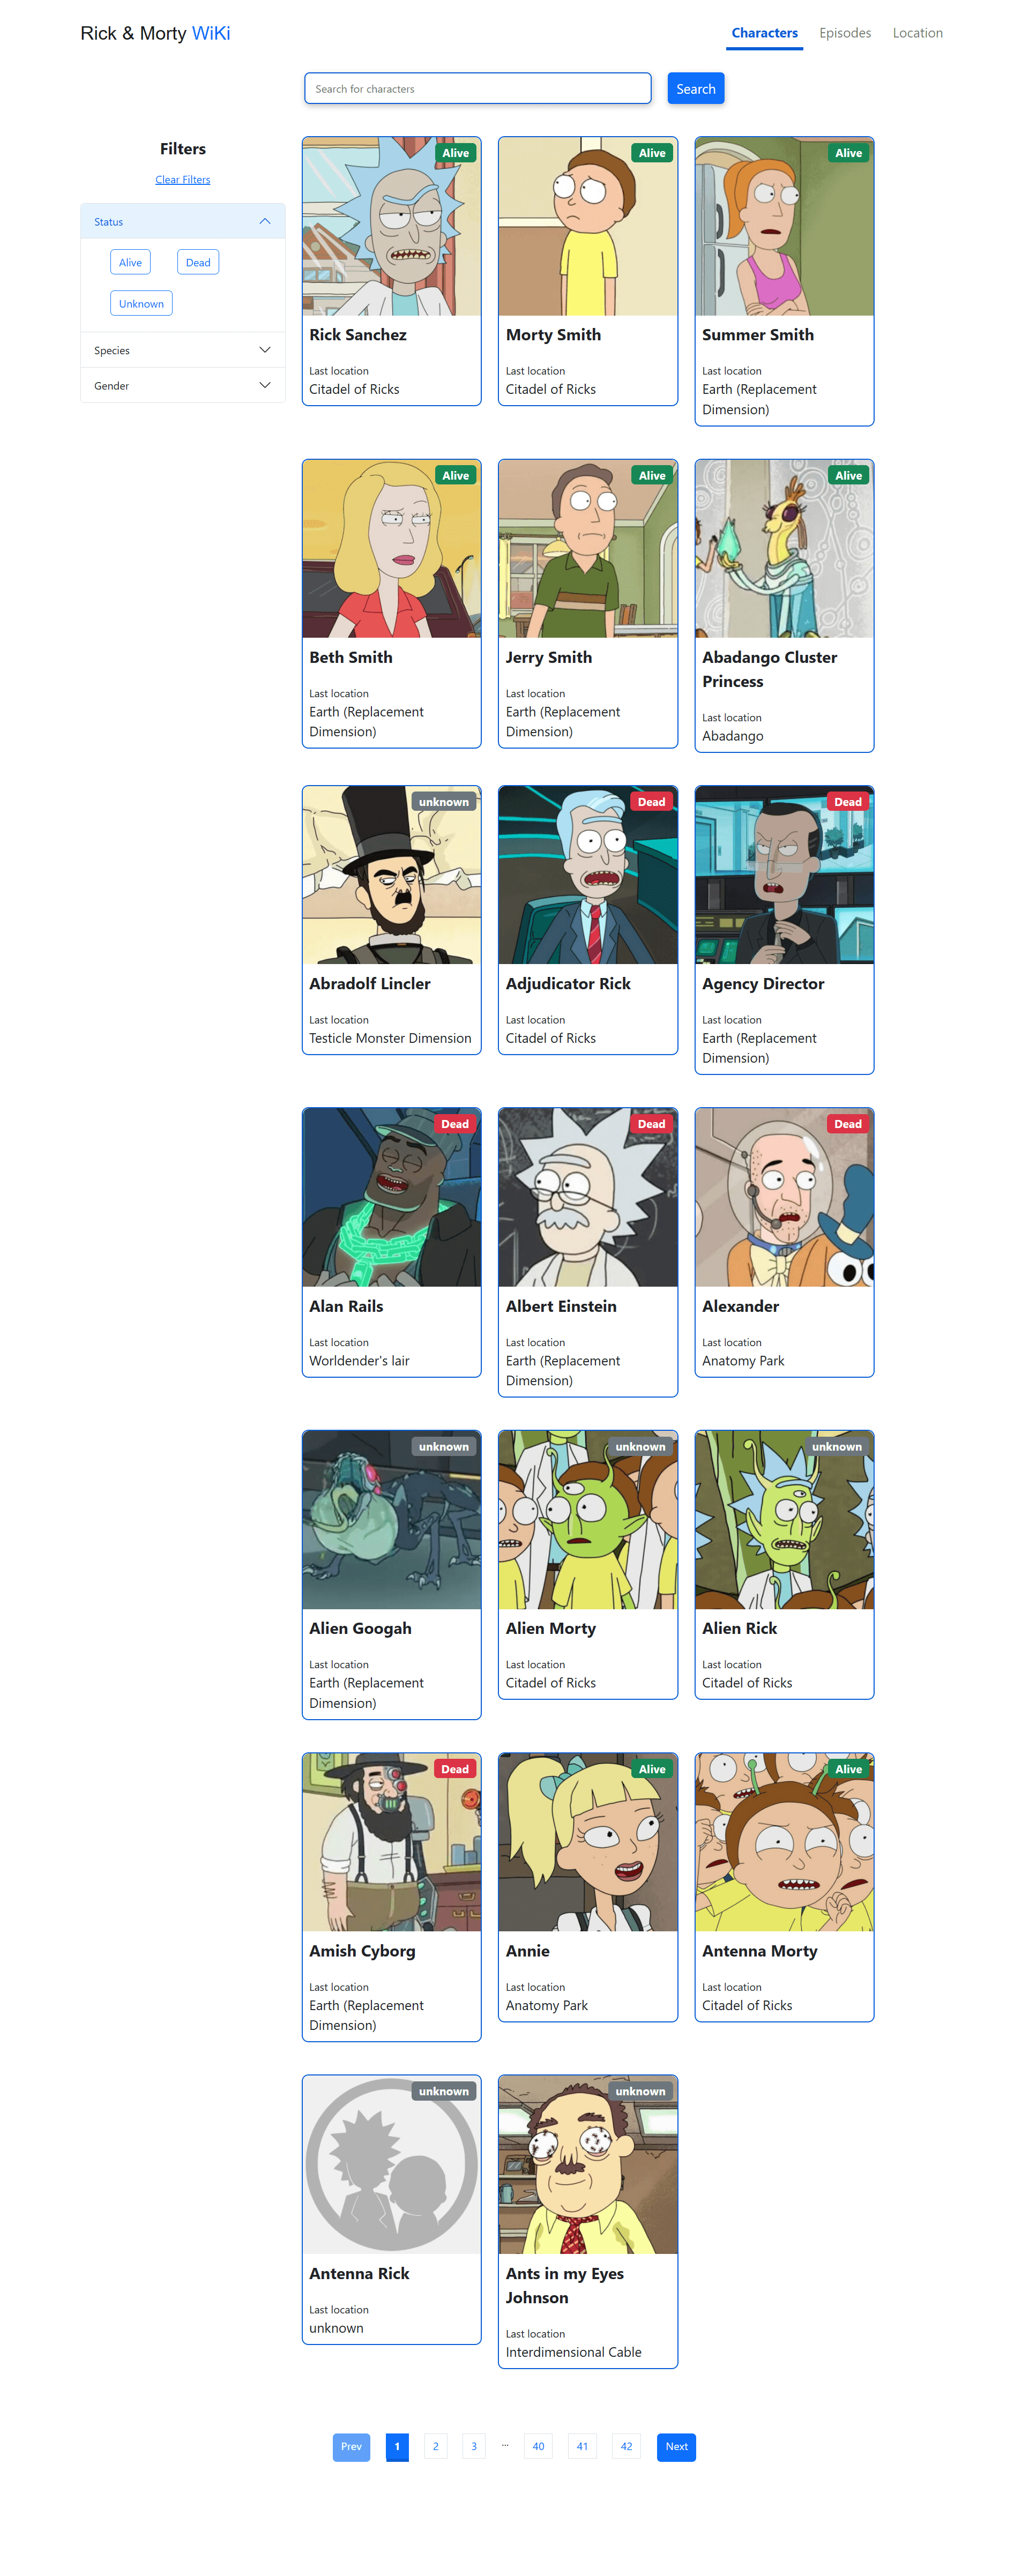 Rick & Morty WiKi
Characters
Episodes
Location
Search for characters
Search
Filters
Clear Filters
Status
Alive
Dead
Unknown
Species
Gender
Alive
Rick Sanchez
Last location
Citadel of Ricks
Alive
Morty Smith
Last location
Citadel of Ricks
Alive
Summer Smith
Last location
Earth (Replacement
Dimension)
Alive
Beth Smith
Last location
Earth (Replacement
Dimension)
Alive
Jerry Smith
Last location
Earth (Replacement
Dimension)
Alive
Abadango Cluster
Princess
Last location
Abadango
unknown
Abradolf Lincler
Last location
Testicle Monster Dimension
Dead
Adjudicator Rick
Last location
Citadel of Ricks
Dead
Agency Director
Last location
Earth (Replacement
Dimension)
Dead
Alan Rails
Last location
Worldender's lair
Dead
Albert Einstein
Last location
Earth (Replacement
Dimension)
Dead
Alexander
Last location
Anatomy Park
unknown
Alien Googah
Last location
Earth (Replacement
Dimension)
unknown
Alien Morty
Last location
Citadel of Ricks
unknown
Alien Rick
Last location
Citadel of Ricks
Dead
Amish Cyborg
Last location
Earth (Replacement
Dimension)
Alive
Annie
Last location
Anatomy Park
Alive
Antenna Morty
Last location
Citadel of Ricks
unknown
Antenna Rick
Last location
unknown
unknown
Ants in my Eyes
Johnson
Last location
Interdimensional Cable
Prev 1 2 3 ... 40 41 42 Next